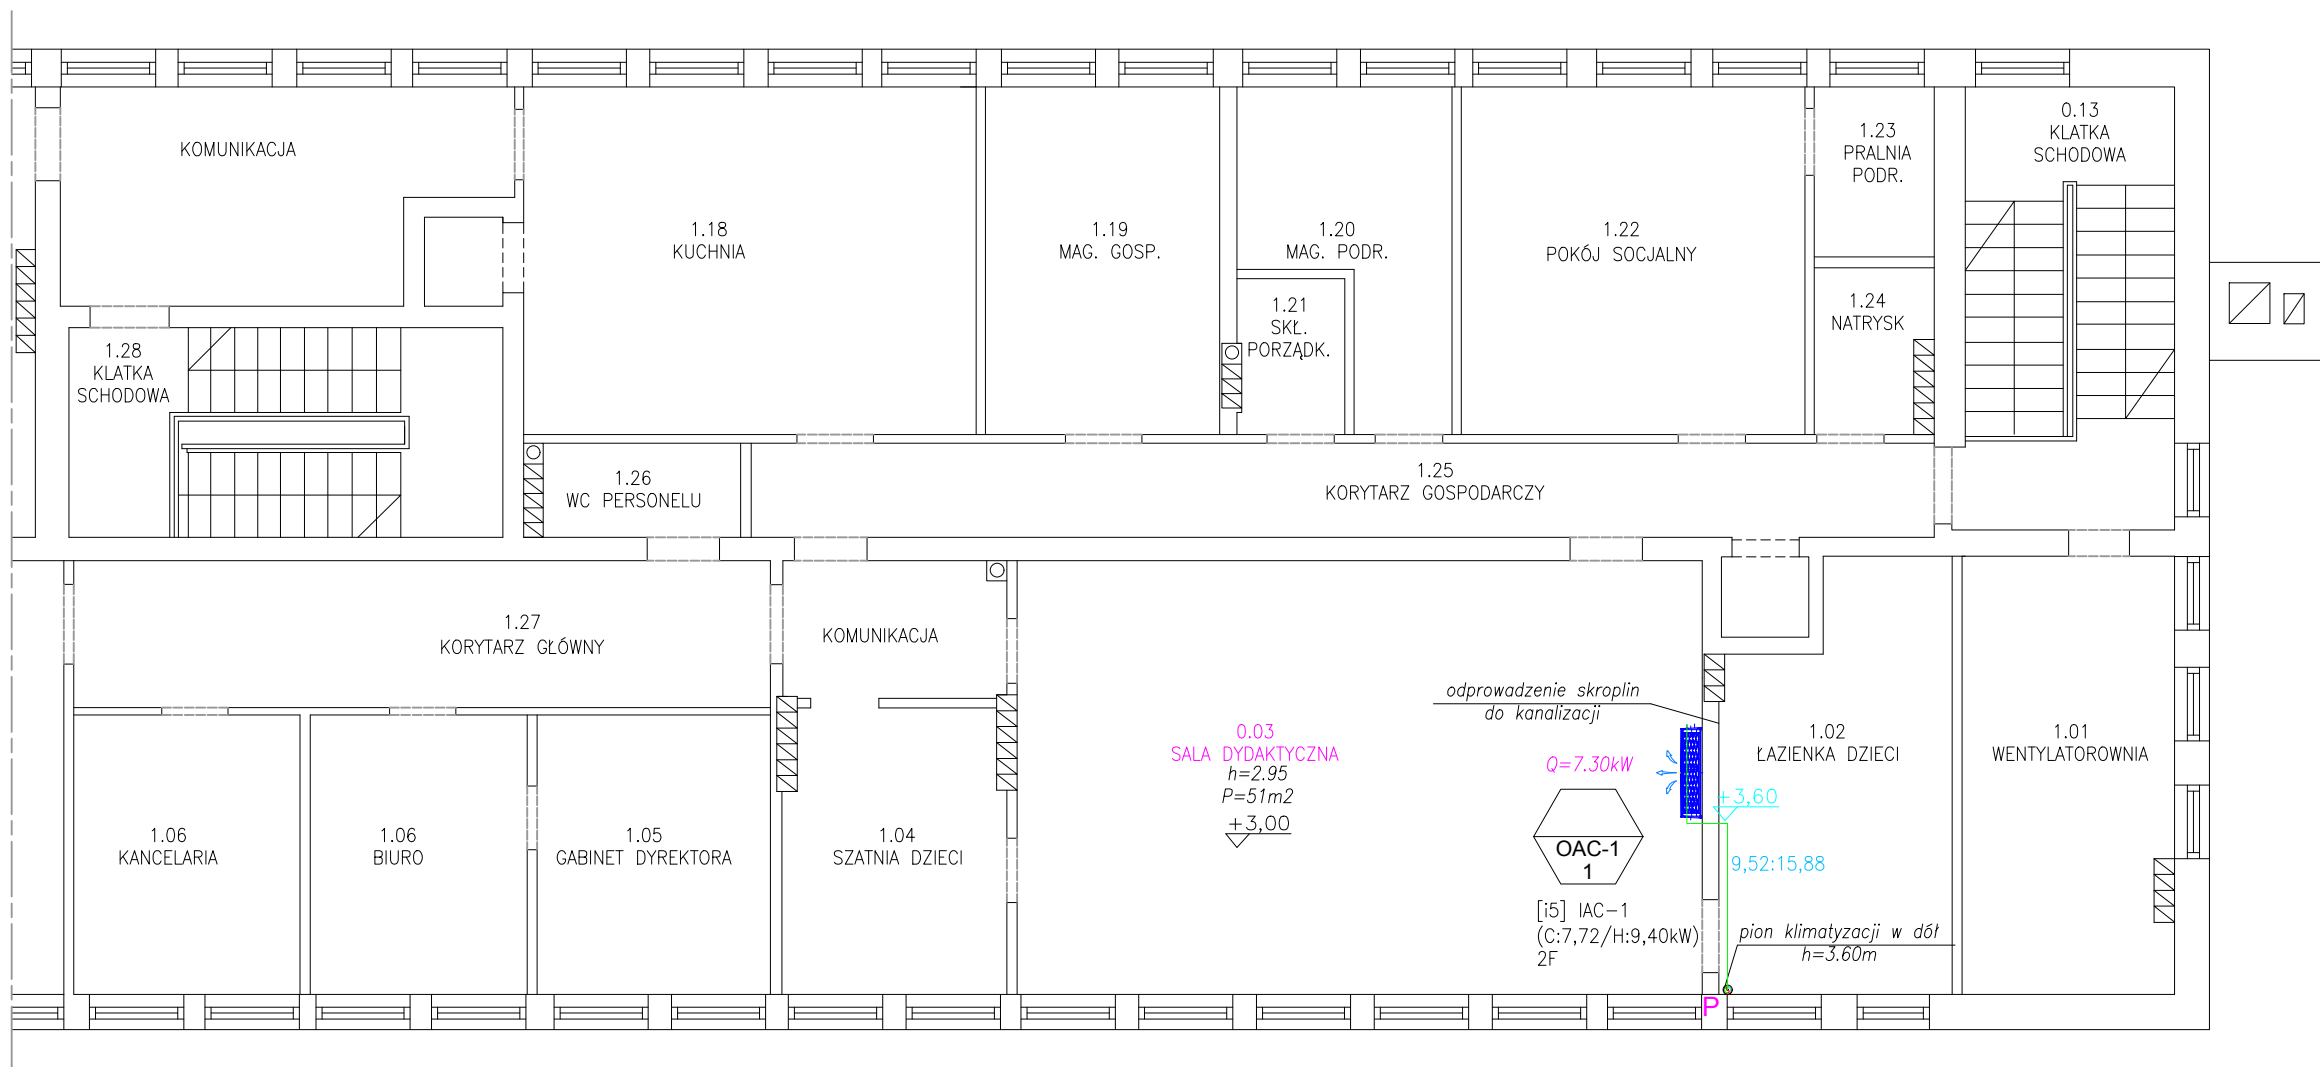 KOMUNIKACJA
1.18
KUCHNIA
1.19
MAG. GOSP.
1.20
MAG. PODR.
1.21
SKŁ.
PORZĄDK.
1.22
POKÓJ SOCJALNY
1.23
PRALNIA
PODR.
1.24
NATRYSK
0.13
KLATKA
SCHODOWA
1.28
KLATKA
SCHODOWA
1.26
WC PERSONELU
1.25
KORYTARZ GOSPODARCZY
1.27
KORYTARZ GŁÓWNY
KOMUNIKACJA
1.06
KANCELARIA
1.06
BIURO
1.05
GABINET DYREKTORA
1.04
SZATNIA DZIECI
0.03
SALA DYDAKTYCZNA
h=2.95
P=51m2
+3,00
odprowadzenie skroplin
do kanalizacji
Q=7.30kW
OAC-1
1
[i5] IAC-1
(C:7,72/H:9,40kW)
2F
1.02
ŁAZIENKA DZIECI
+3,60
9,52:15,88
pion klimatyzacji w dół
h=3.60m
P
1.01
WENTYLATOROWNIA